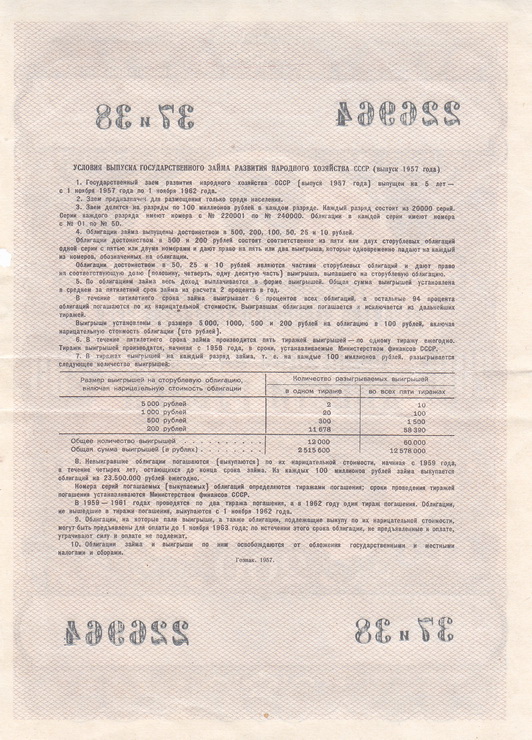 37 и 38 226964
УСЛОВИЯ ВЫПУСКА ГОСУДАРСТВЕННОГО ЗАЙМА РАЗВИТИЯ НАРОДНОГО ХОЗЯЙСТВА СССР (выпуск 1957 года)
1. Государственный заем развития народного хозяйства СССР (выпуск 1957 года) выпущен на 5 лет —
с 1 ноября 1957 года по 1 ноября 1962 года.
2. Заем предназначен для размещения только среди населения.
3. Заем делится на разряды по 100 миллионов рублей в каждом разряде. Каждый разряд состоит из 20000 серий.
Серии каждого разряда имеют номера с № 220001 по № 240000. Облигации в каждой серии имеют номера
с № 01 по № 50.
4. Облигации займа выпущены достоинством в 500, 200, 100, 50, 25 и 10 рублей.
Облигации достоинством в 500 и 200 рублей состоят соответственно из пяти или двух сторублевых облигаций
одной серии с пятью или двумя номерами и дают право на пять или два выигрыша, которые одновременно падают на каждый
из номеров, обозначенных на облигации.
Облигации достоинством в 50, 25 и 10 рублей являются частями сторублевых облигаций и дают право
на соответствующую долю (половину, четверть, одну десятую часть) выигрыша, выпавшего на сторублевую облигацию.
5. По облигациям займа весь доход выплачивается в форме выигрышей. Общая сумма выигрышей установлена
в среднем за пятилетний срок займа из расчета 2 процента в год.
В течение пятилетнего срока займа выигрывает 6 процентов всех облигаций, а остальные 94 процента
облигаций погашаются по их нарицательной стоимости. Выигравшая облигация погашается и исключается из дальнейших
тиражей.
Выигрыши установлены в размере 5000, 1000, 500 и 200 рублей на облигацию в 100 рублей, включая
нарицательную стоимость облигации (сто рублей).
6. В течение пятилетнего срока займа производится пять тиражей выигрышей — по одному тиражу ежегодно.
Тиражи выигрышей производятся, начиная с 1958 года, в сроки, устанавливаемые Министерством финансов СССР.
7. В тиражах выигрышей на каждый разряд займа, т. е. на каждые 100 миллионов рублей, разыгрывается
следующее количество выигрышей:
Размер выигрышей на сторублевую облигацию, включая нарицательную стоимость облигации
Количество разыгрываемых выигрышей
в одном тираже во всех пяти тиражах
5 000 рублей 2 10
1 000 рублей 20 100
500 рублей 300 1 500
200 рублей 11 678 58 390
Общее количество выигрышей 12 000 60 000
Общая сумма выигрышей (в рублях) 2 515 600 12 578 000
8. Невыигравшие облигации погашаются (выкупаются) по их нарицательной стоимости, начиная с 1959 года,
в течение четырех лет, остающихся до конца срока займа. Из каждых 100 миллионов рублей займа выкупается
облигаций на 23.500.000 рублей ежегодно.
Номера серий погашаемых (выкупаемых) облигаций определяются тиражами погашения; сроки проведения тиражей
погашения устанавливаются Министерством финансов СССР.
В 1959—1961 годах проводятся по два тиража погашения, а в 1962 году один тираж погашения. Облигации,
не вышедшие в тиражи погашения, выкупаются с 1 ноября 1962 года.
9. Облигации, на которые пали выигрыши, а также облигации, подлежащие выкупу по их нарицательной стоимости,
могут быть предъявлены для оплаты до 1 ноября 1963 года; по истечении этого срока облигации, не предъявленные к оплате,
утрачивают силу и оплате не подлежат.
10. Облигации займа и выигрыши по ним освобождаются от обложения государственными и местными
налогами и сборами.
Гознак. 1957.
226964 37 и 38